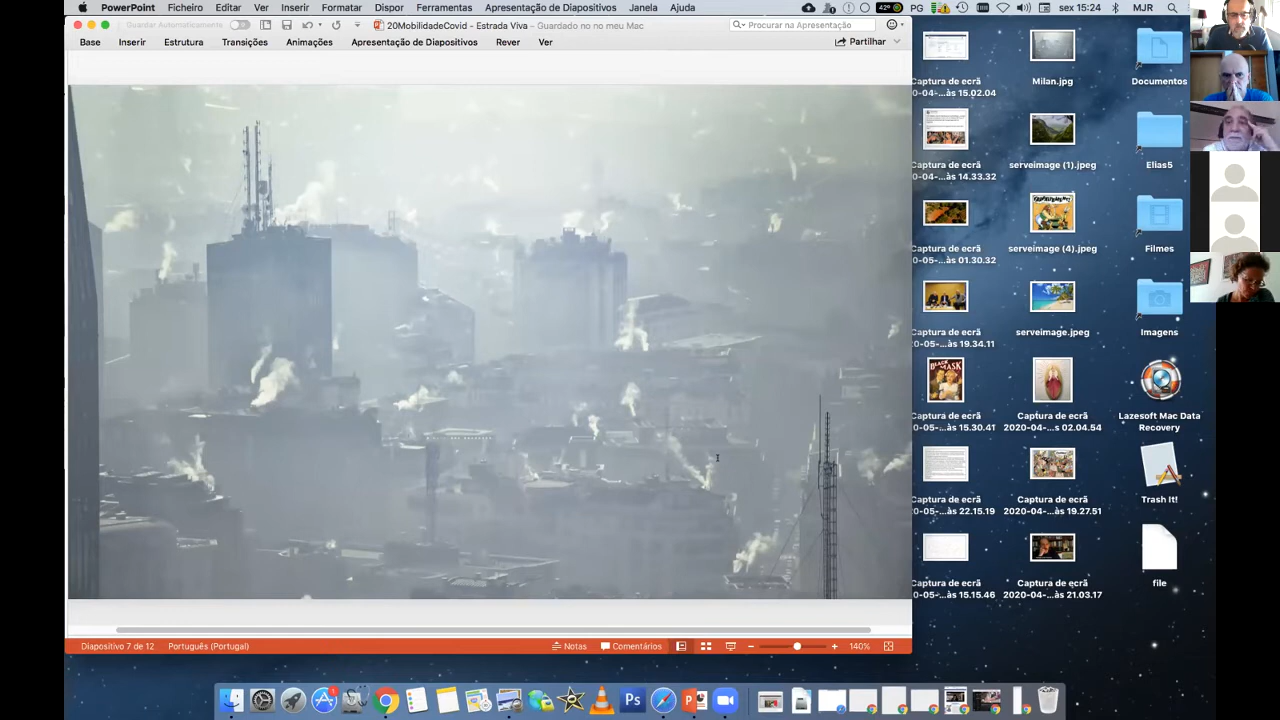 PowerPoint Ficheiro Editar Ver Inserir Formatar Dispor Ferramentas Apresentação de Diapositivos Janela Ajuda 42º PG sex 15:24 MJR
Guardar Automaticamente 20MobilidadeCovid - Estrada Viva - Guardado no no meu Mac Procurar na Apresentação
Base Inserir Estrutura Transições Animações Apresentação de Diapositivos Rever Ver Partilhar
Captura de ecrã
0-04-...às 15.02.04
Milan.jpg
Documentos
Captura de ecrã
0-04-...às 14.33.32
serveimage (1).jpeg
Elias5
Captura de ecrã
0-05-...às 01.30.32
serveimage (4).jpeg
Filmes
Captura de ecrã
0-05-...às 19.34.11
serveimage.jpeg
Imagens
BLACK
MASK
Captura de ecrã
0-05-...às 15.30.41
Captura de ecrã
2020-04-...s 02.04.54
Lazesoft Mac Data
Recovery
Captura de ecrã
0-05-...às 22.15.19
Captura de ecrã
2020-04-...às 19.27.51
Trash It!
Captura de ecrã
0-05-...às 15.15.46
Captura de ecrã
2020-04-...às 21.03.17
file
Diapositivo 7 de 12 Português (Portugal) Notas Comentários 140%
Ps